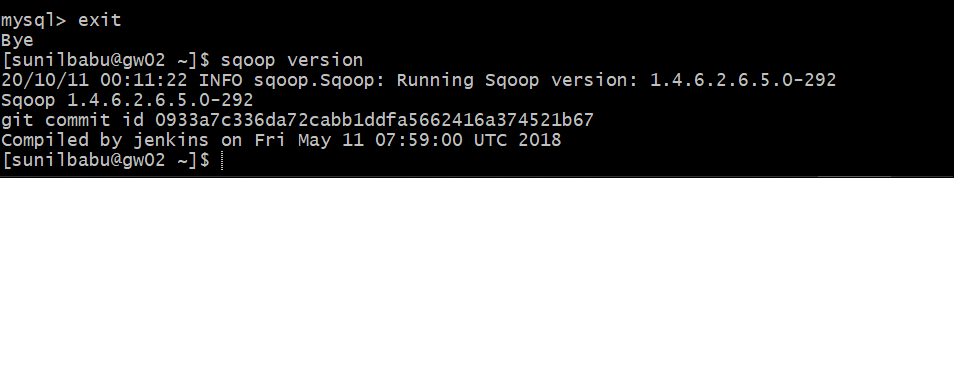 mysql> exit
Bye
[sunilbabu@gw02 ~]$ sqoop version
20/10/11 00:11:22 INFO sqoop.Sqoop: Running Sqoop version: 1.4.6.2.6.5.0-292
Sqoop 1.4.6.2.6.5.0-292
git commit id 0933a7c336da72cabb1ddfa5662416a374521b67
Compiled by jenkins on Fri May 11 07:59:00 UTC 2018
[sunilbabu@gw02 ~]$